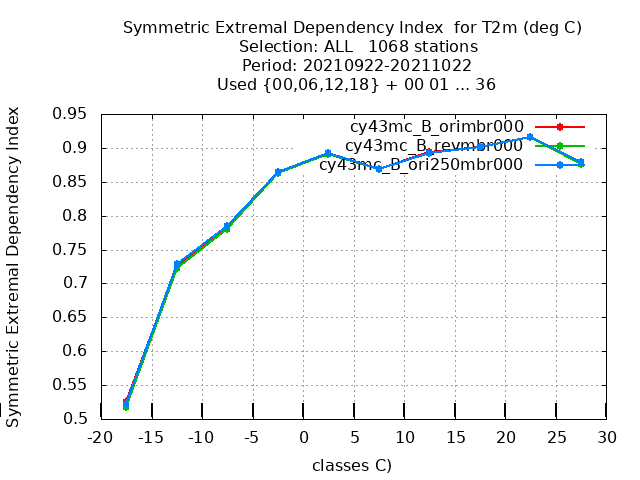 Symmetric Extremal Dependency Index  for T2m (deg C)
Selection: ALL   1068 stations
Period: 20210922-20211022
Used {00,06,12,18} + 00 01 ... 36
Symmetric Extremal Dependency Index
0.95
0.9
0.85
0.8
0.75
0.7
0.65
0.6
0.55
0.5
cy43mc_B_orimbr000
cy43mc_B_revmbr000
cy43mc_B_ori250mbr000
-20 -15 -10 -5 0 5 10 15 20 25 30
classes C)